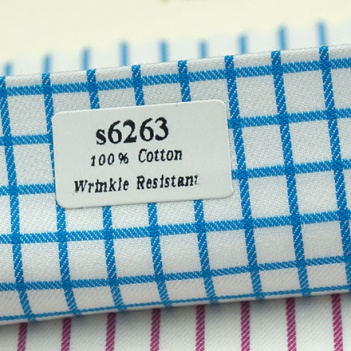 s6263
100% Cotton
Wrinkle Resistant